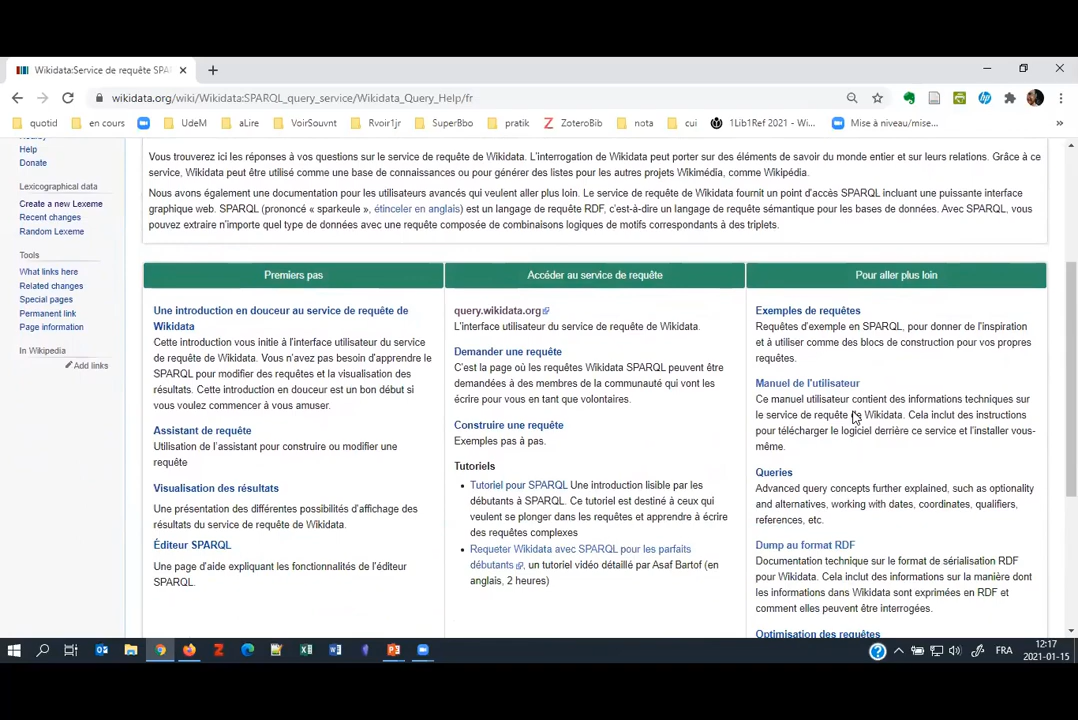 Wikidata:Service de requête SPA
wikidata.org/wiki/Wikidata:SPARQL_query_service/Wikidata_Query_Help/fr
quotid
en cours
UdeM
aLire
VoirSouvnt
Rvoir1jr
SuperBbo
pratik
ZoteroBib
nota
cui
1Lib1Ref 2021 - Wi...
Mise à niveau/me...
»
Help
Donate
Lexicographical data
Create a new Lexeme
Recent changes
Random Lexeme
Tools
What links here
Related changes
Special pages
Permanent link
Page information
In Wikipedia
Add links
Vous trouverez ici les réponses à vos questions sur le service de requête de Wikidata. L'interrogation de Wikidata peut porter sur des éléments de savoir du monde entier et sur leurs relations. Grâce à ce
service, Wikidata peut être utilisé comme une base de connaissances ou pour générer des listes pour les autres projets Wikimédia, comme Wikipédia.
Nous avons également une documentation pour les utilisateurs avancés qui veulent aller plus loin. Le service de requête de Wikidata fournit un point d'accès SPARQL incluant une puissante interface
graphique web. SPARQL (prononcé « sparkeule », étinceler en anglais) est un langage de requête RDF, c'est-à-dire un langage de requête sémantique pour les bases de données. Avec SPARQL, vous
pouvez extraire n'importe quel type de données avec une requête composée de combinaisons logiques de motifs correspondants à des triplets.
Premiers pas
Une introduction en douceur au service de requête de
Wikidata
Cette introduction vous initie à l'interface utilisateur du service
de requête de Wikidata. Vous n'avez pas besoin d'apprendre le
SPARQL pour modifier des requêtes et la visualisation des
résultats. Cette introduction en douceur est un bon début si
vous voulez commencer à vous amuser.
Assistant de requête
Utilisation de l'assistant pour construire ou modifier une
requête
Visualisation des résultats
Une présentation des différentes possibilités d'affichage des
résultats du service de requête de Wikidata.
Éditeur SPARQL
Une page d'aide expliquant les fonctionnalités de l'éditeur
SPARQL.
Accéder au service de requête
query.wikidata.org
L'interface utilisateur du service de requête de Wikidata.
Demander une requête
C'est la page où les requêtes Wikidata SPARQL peuvent être
demandées à des membres de la communauté qui vont les
écrire pour vous en tant que volontaires.
Construire une requête
Exemples pas à pas.
Tutoriels
• Tutoriel pour SPARQL Une introduction lisible par les
débutants à SPARQL. Ce tutoriel est destiné à ceux qui
veulent se plonger dans les requêtes et apprendre à écrire
des requêtes complexes
• Requeter Wikidata avec SPARQL pour les parfaits
débutants, un tutoriel vidéo détaillé par Asaf Bartof (en
anglais, 2 heures)
Pour aller plus loin
Exemples de requêtes
Requêtes d'exemple en SPARQL, pour donner de l'inspiration
et à utiliser comme des blocs de construction pour vos propres
requêtes.
Manuel de l'utilisateur
Ce manuel utilisateur contient des informations techniques sur
le service de requête de Wikidata. Cela inclut des instructions
pour télécharger le logiciel derrière ce service et l'installer vous-
même.
Queries
Advanced query concepts further explained, such as optionality
and alternatives, working with dates, coordinates, qualifiers,
references, etc.
Dump au format RDF
Documentation technique sur le format de sérialisation RDF
pour Wikidata. Cela inclut des informations sur la manière dont
les informations dans Wikidata sont exprimées en RDF et
comment elles peuvent être interrogées.
Optimisation des requêtes
FRA
12:17
2021-01-15